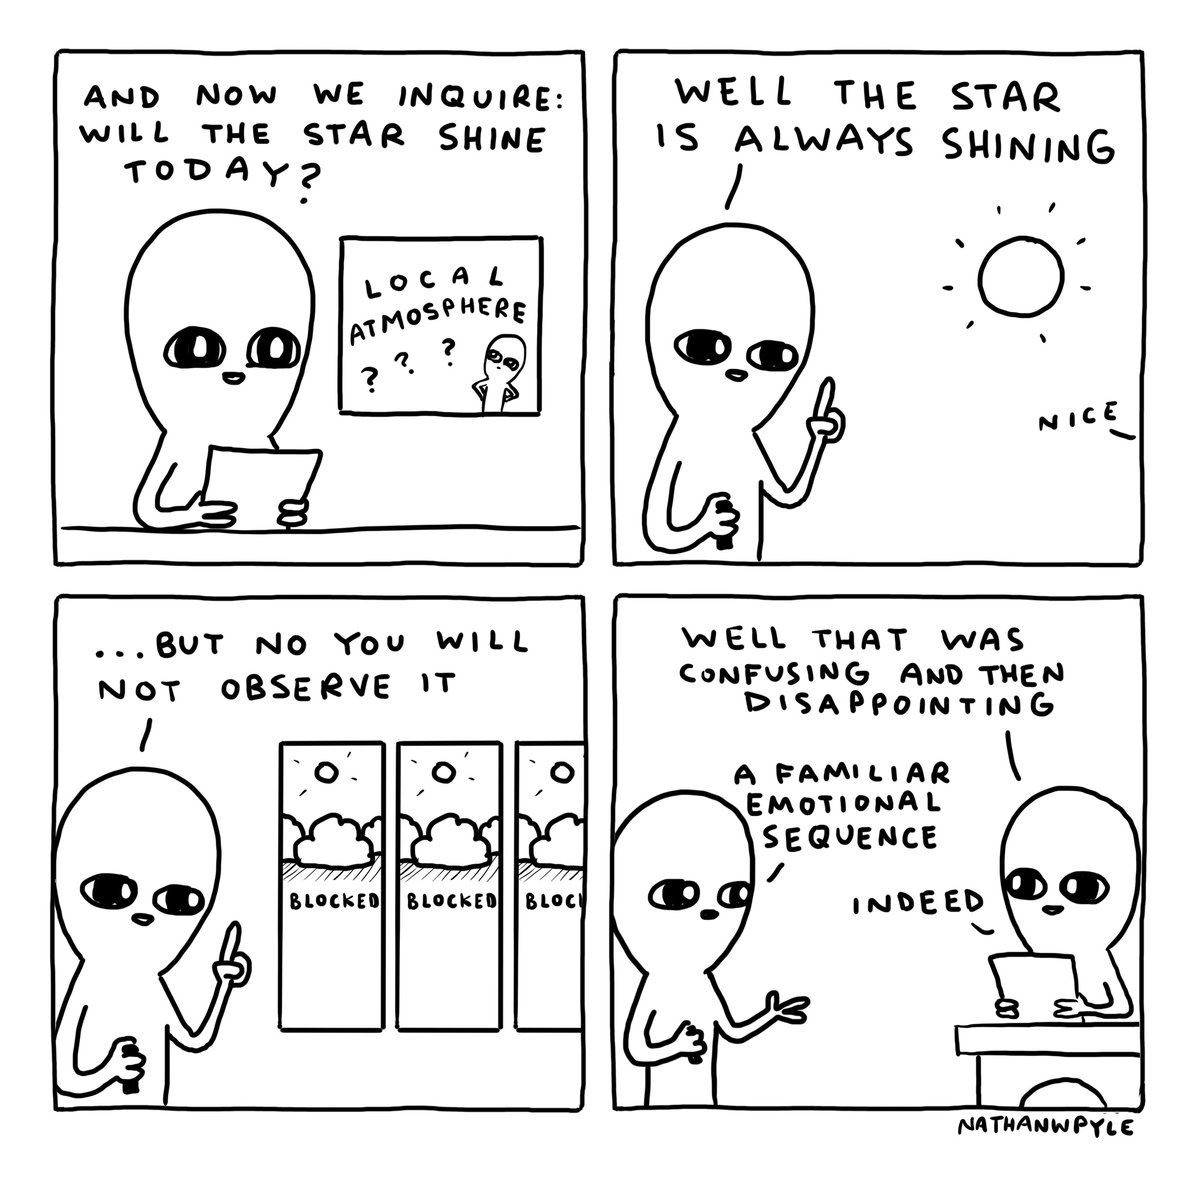 AND NOW WE INQUIRE:
WILL THE STAR SHINE
TODAY?
LOCAL
ATMOSPHERE
? ? ?
WELL THE STAR
IS ALWAYS SHINING
NICE
...BUT NO YOU WILL
NOT OBSERVE IT
BLOCKED BLOCKED BLOC
WELL THAT WAS
CONFUSING AND THEN
DISAPPOINTING
A FAMILIAR
EMOTIONAL
SEQUENCE
INDEED
NATHANWPYLE